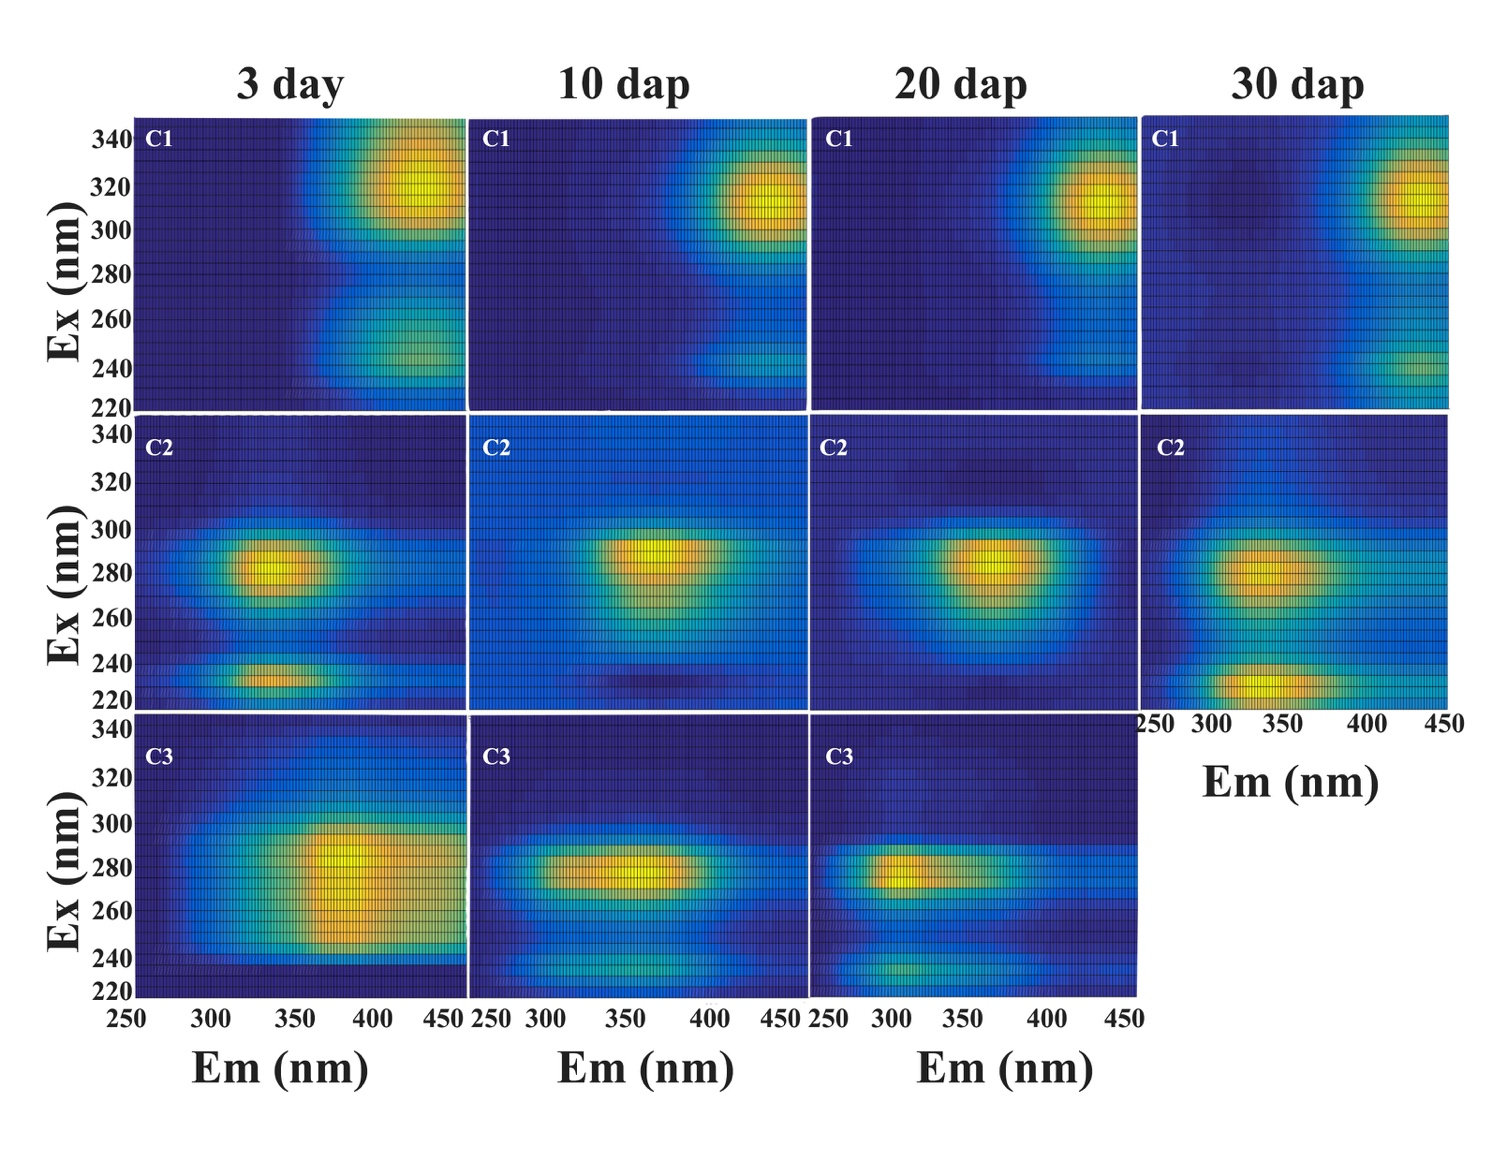 3 day 10 dap 20 dap 30 dap
C1 C1 C1 C1
340
320
300
280
260
240
220
Ex (nm)
C2 C2 C2 C2
340
320
300
280
260
240
220
Ex (nm)
250 300 350 400 450
Em (nm)
C3 C3 C3
340
320
300
280
260
240
220
Ex (nm)
250 300 350 400 450 250 300 350 400 450 250 300 350 400 450
Em (nm) Em (nm) Em (nm)